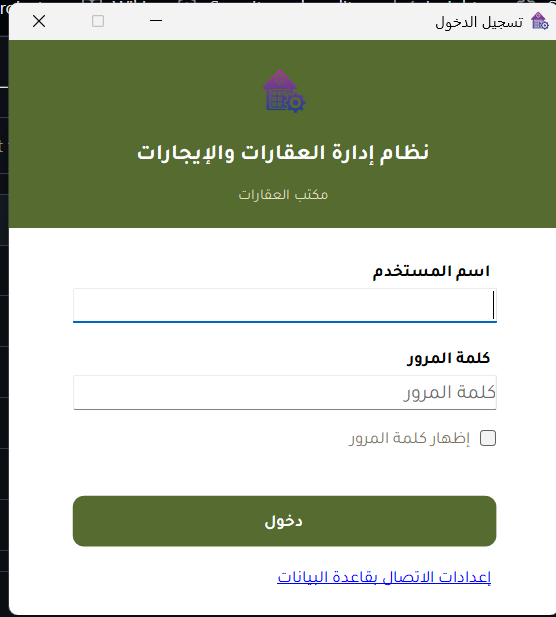 تسجيل الدخول
نظام إدارة العقارات والإيجارات
مكتب العقارات
اسم المستخدم
كلمة المرور
كلمة المرور
إظهار كلمة المرور
دخول
إعدادات الاتصال بقاعدة البيانات